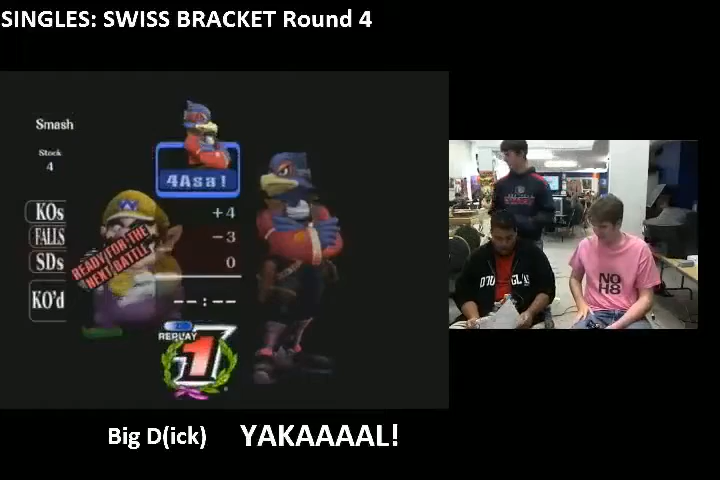 SINGLES: SWISS BRACKET Round 4
Smash
Stock
4
4Asa!
KOs +4
FALLS -3
SDs 0
KO'd --:--
READY FOR THE
NEXT BATTLE
REPLAY
1
NO
H8
Big D(ick) YAKAAAAL!